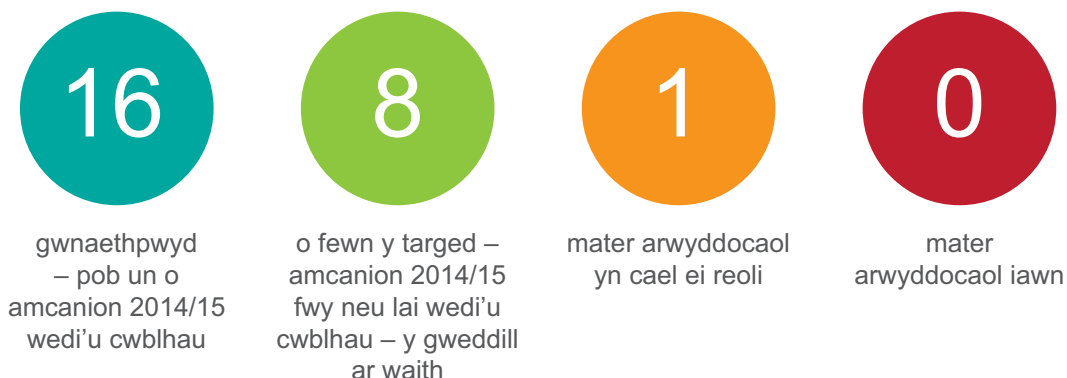 16
gwnaethpwyd
– pob un o
amcanion 2014/15
wedi’u cwblhau
8
o fewn y targed –
amcanion 2014/15
fwy neu lai wedi’u
cwblhau – y gweddill
ar waith
1
mater arwyddocaol
yn cael ei reoli
0
mater
arwyddocaol iawn